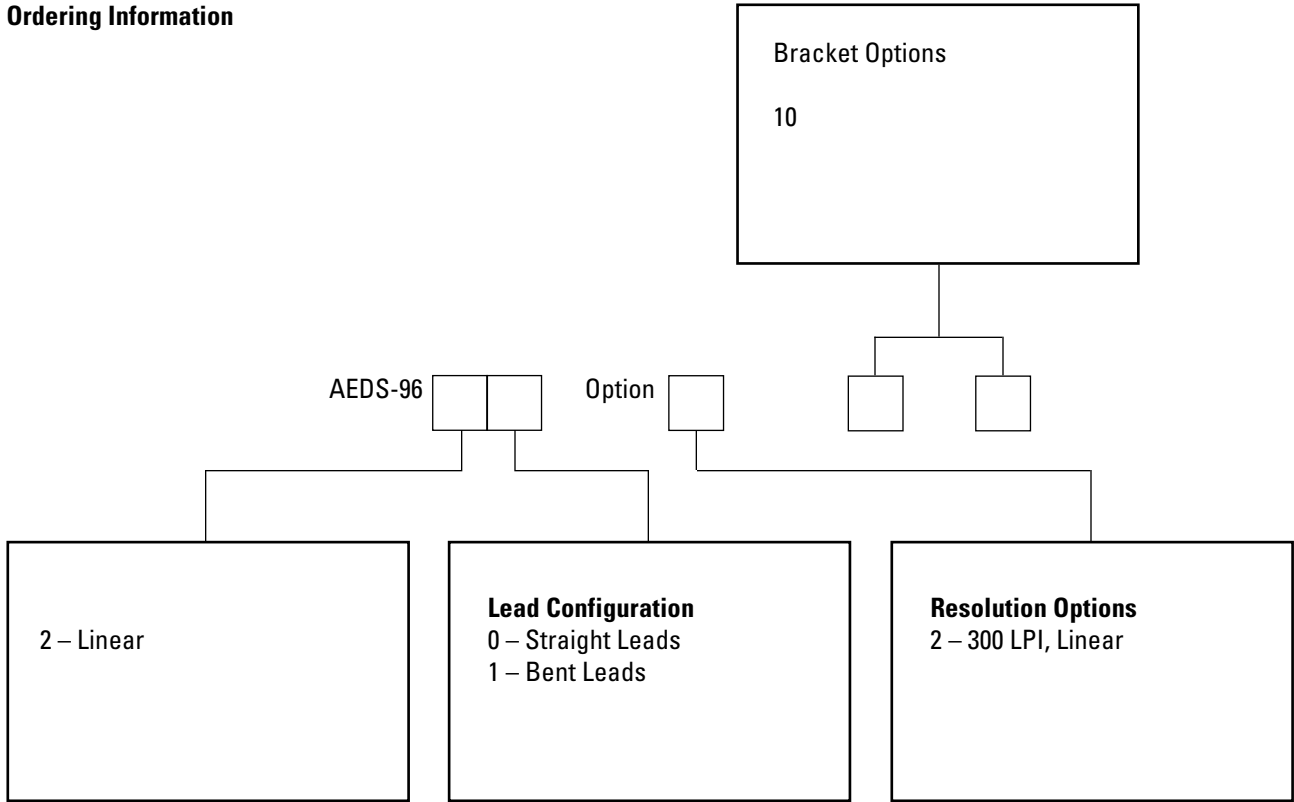 Ordering Information
Bracket Options
10
AEDS-96
Option
2 – Linear
Lead Configuration
0 – Straight Leads
1 – Bent Leads
Resolution Options
2 – 300 LPI, Linear